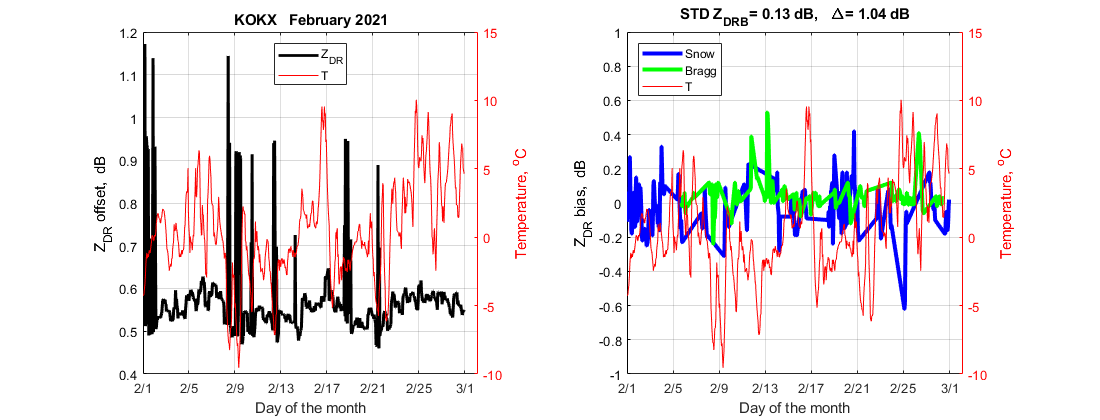 KOKX   February 2021
1.2
1.1
1
0.9
0.8
0.7
0.6
0.5
0.4
Z_DR offset,  dB
Z_DR
T
15
10
5
0
-5
-10
Temperature, °C
2/1 2/5 2/9 2/13 2/17 2/21 2/25 3/1
Day of the month
STD Z_DRB= 0.13 dB,   Δ= 1.04 dB
1
0.8
0.6
0.4
0.2
0
-0.2
-0.4
-0.6
-0.8
-1
Z_DR bias,  dB
Snow
Bragg
T
15
10
5
0
-5
-10
Temperature, °C
2/1 2/5 2/9 2/13 2/17 2/21 2/25 3/1
Day of the month